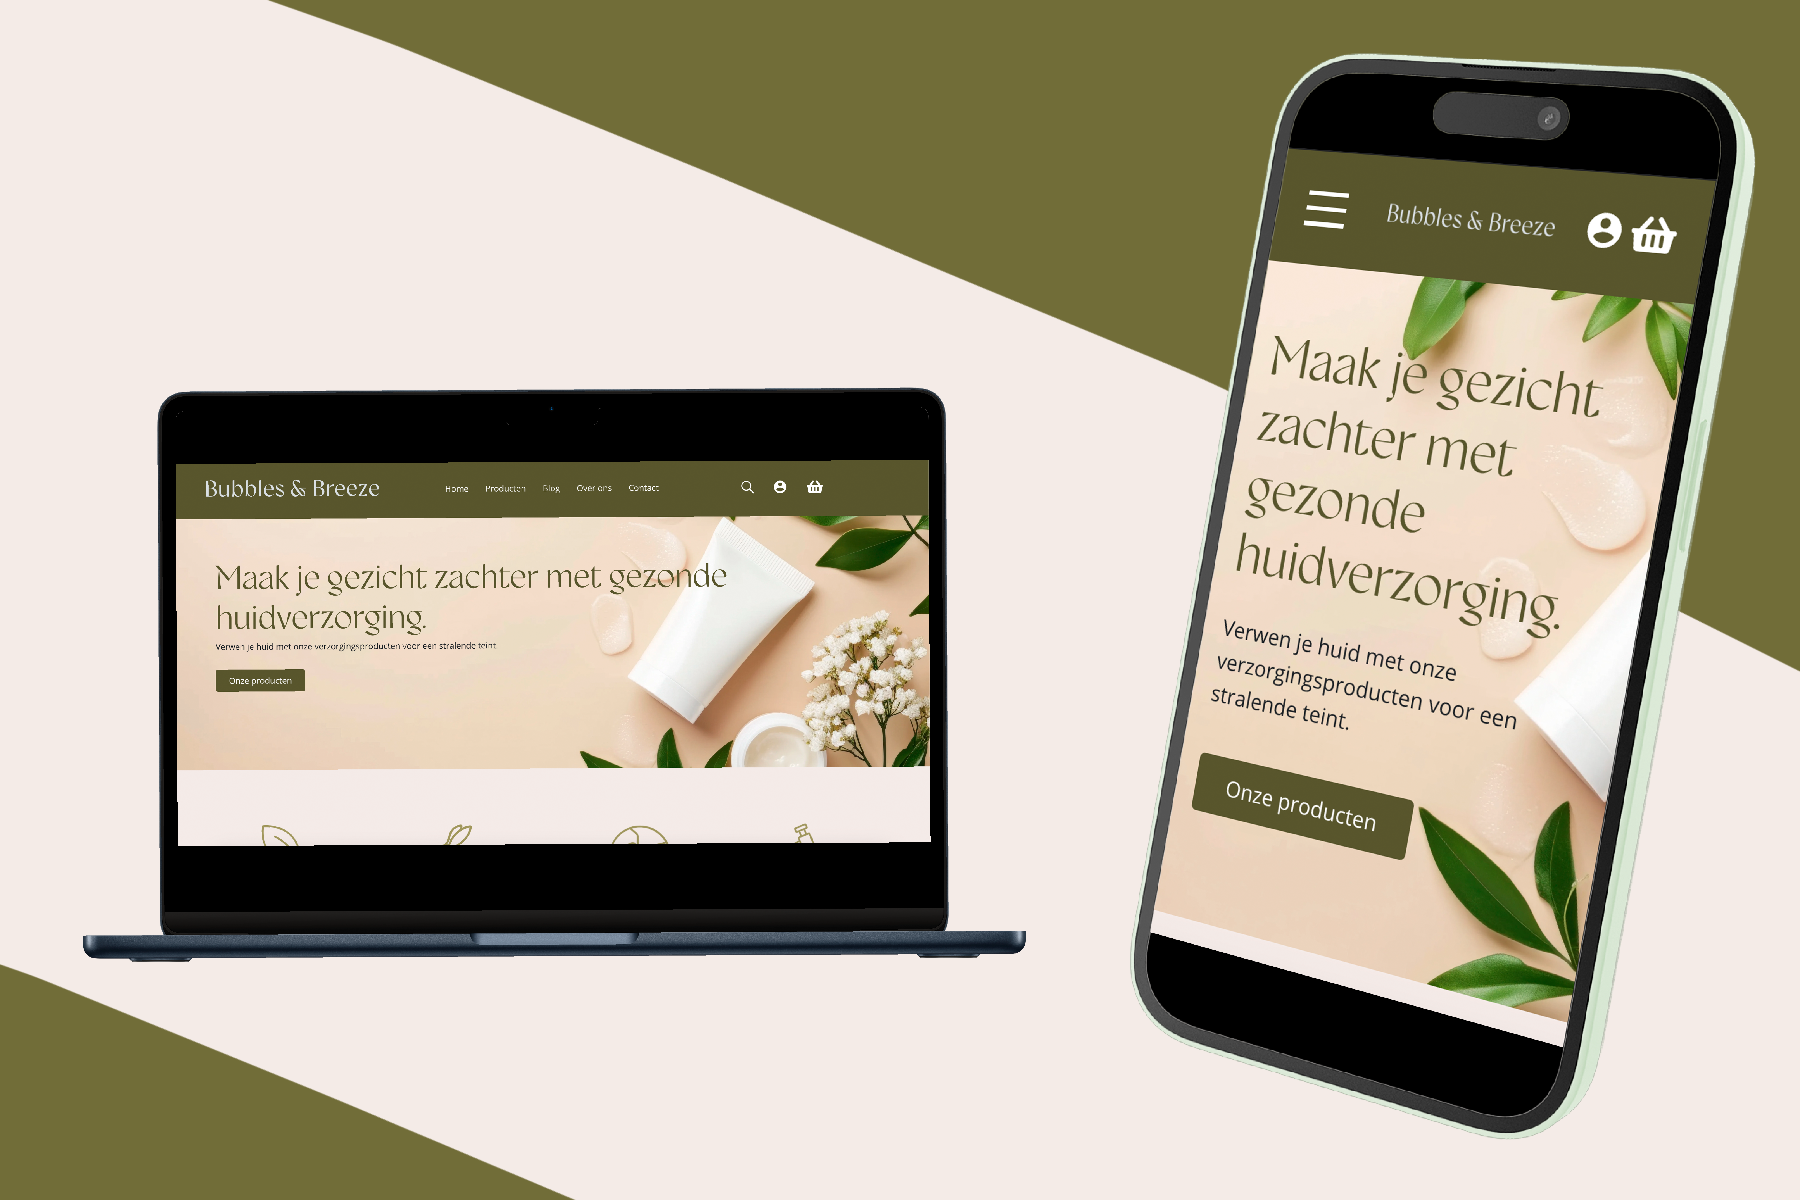 Bubbles & Breeze
Home Producten Blog Over ons Contact
Maak je gezicht zachter met gezonde
huidverzorging.
Verwen je huid met onze verzorgingsproducten voor een stralende teint.
Onze producten
Bubbles & Breeze
Maak je gezicht
zachter met
gezonde
huidverzorging.
Verwen je huid met onze
verzorgingsproducten voor een
stralende teint.
Onze producten